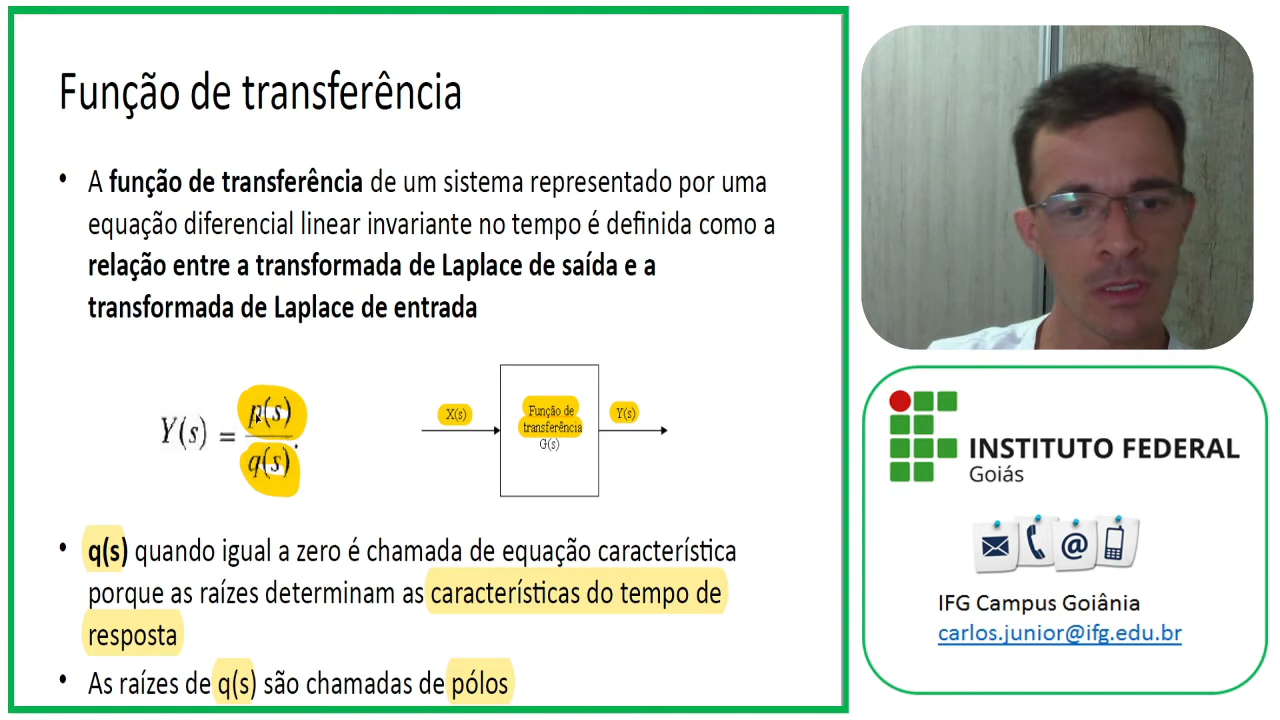 Função de transferência
• A função de transferência de um sistema representado por uma
equação diferencial linear invariante no tempo é definida como a
relação entre a transformada de Laplace de saída e a
transformada de Laplace de entrada
Y(s) = p(s)
q(s).
X(s)
Função de
transferência
G(s)
Y(s)
• q(s) quando igual a zero é chamada de equação característica
porque as raízes determinam as características do tempo de
resposta
• As raízes de q(s) são chamadas de pólos
INSTITUTO FEDERAL
Goiás
@
IFG Campus Goiânia
carlos.junior@ifg.edu.br